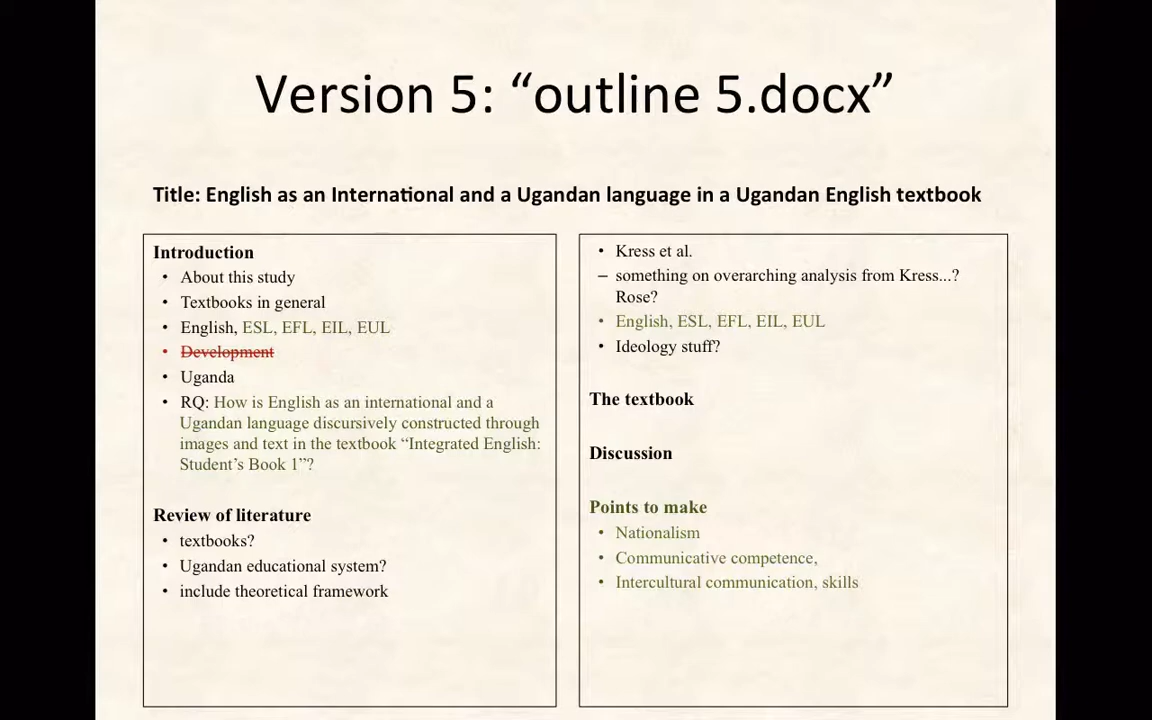 Version 5: “outline 5.docx”
Title: English as an International and a Ugandan language in a Ugandan English textbook
Introduction
• About this study
• Textbooks in general
• English, ESL, EFL, EIL, EUL
• Development
• Uganda
• RQ: How is English as an international and a
Ugandan language discursively constructed through
images and text in the textbook “Integrated English:
Student’s Book 1”?
Review of literature
• textbooks?
• Ugandan educational system?
• include theoretical framework
• Kress et al.
– something on overarching analysis from Kress...?
Rose?
• English, ESL, EFL, EIL, EUL
• Ideology stuff?
The textbook
Discussion
Points to make
• Nationalism
• Communicative competence,
• Intercultural communication, skills